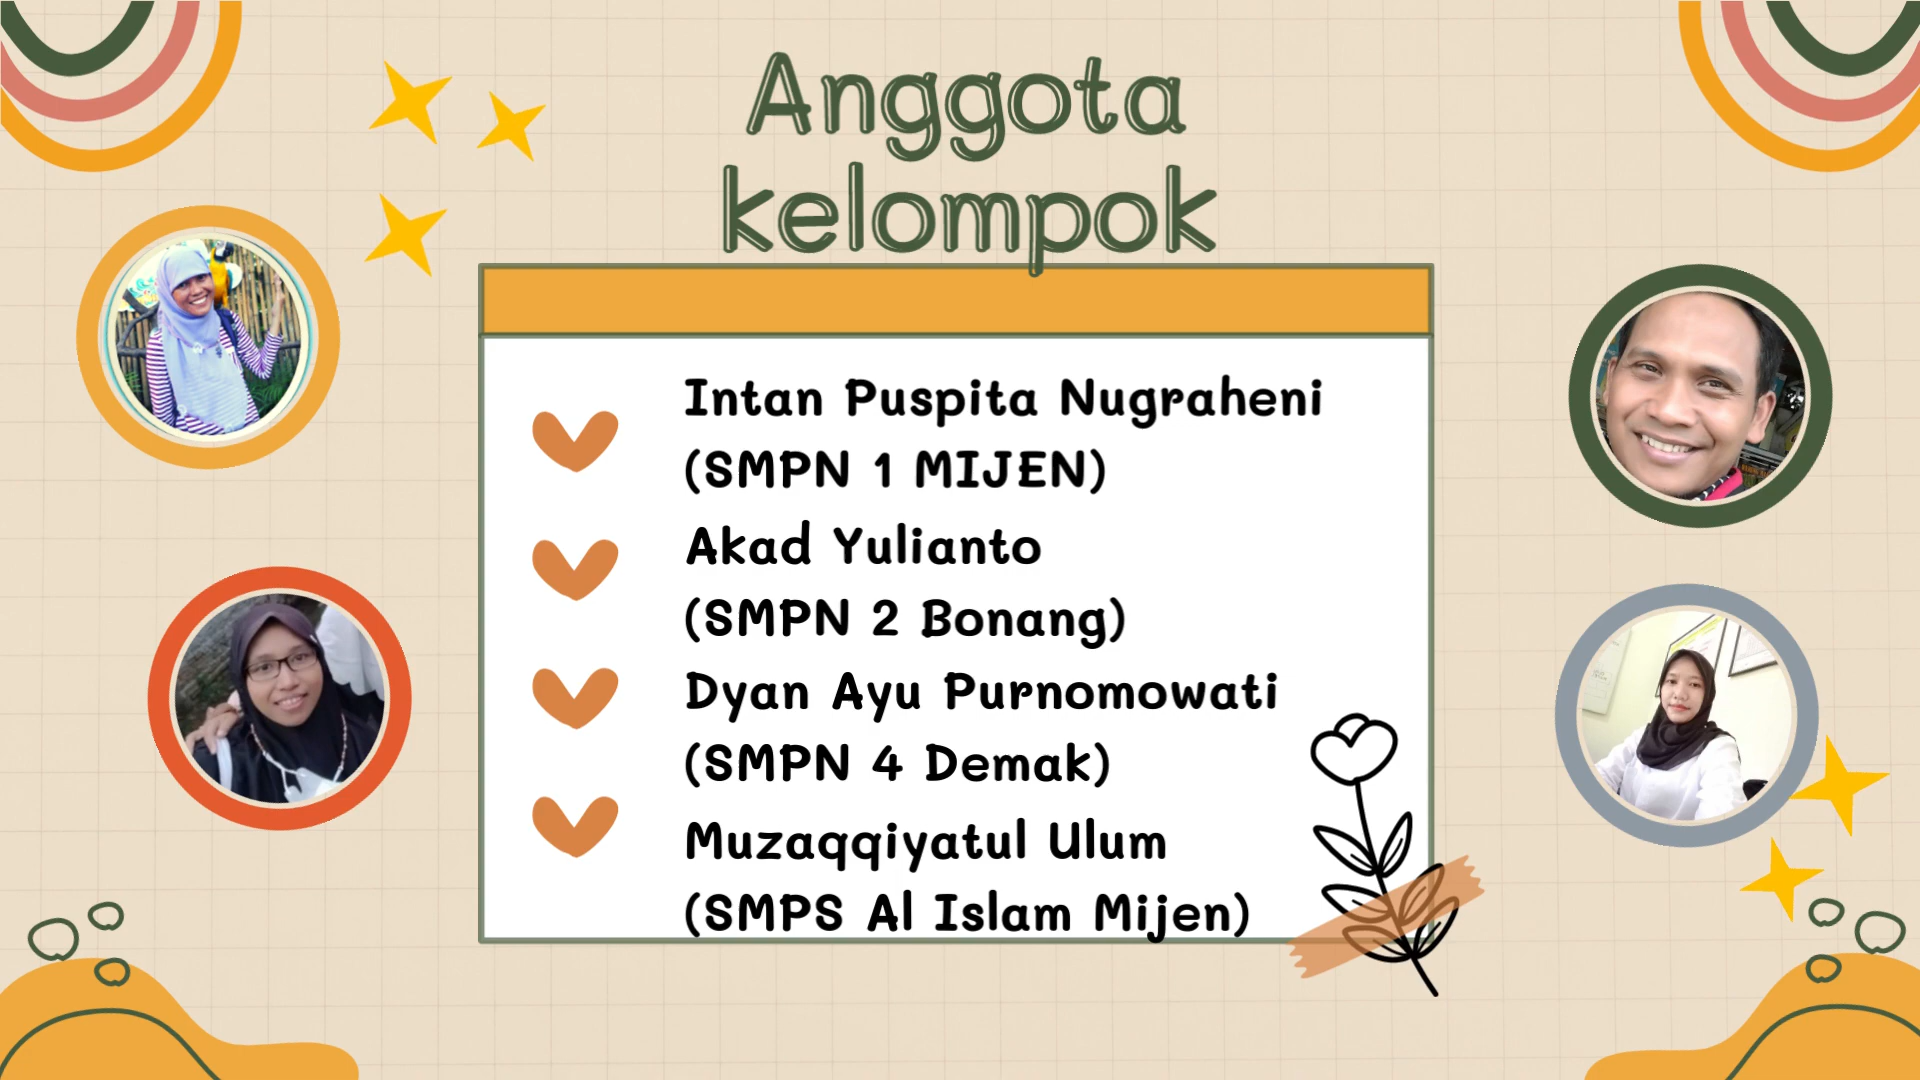 Anggota
kelompok
Intan Puspita Nugraheni
(SMPN 1 MIJEN)
Akad Yulianto
(SMPN 2 Bonang)
Dyan Ayu Purnomowati
(SMPN 4 Demak)
Muzaqqiyatul Ulum
(SMPS Al Islam Mijen)